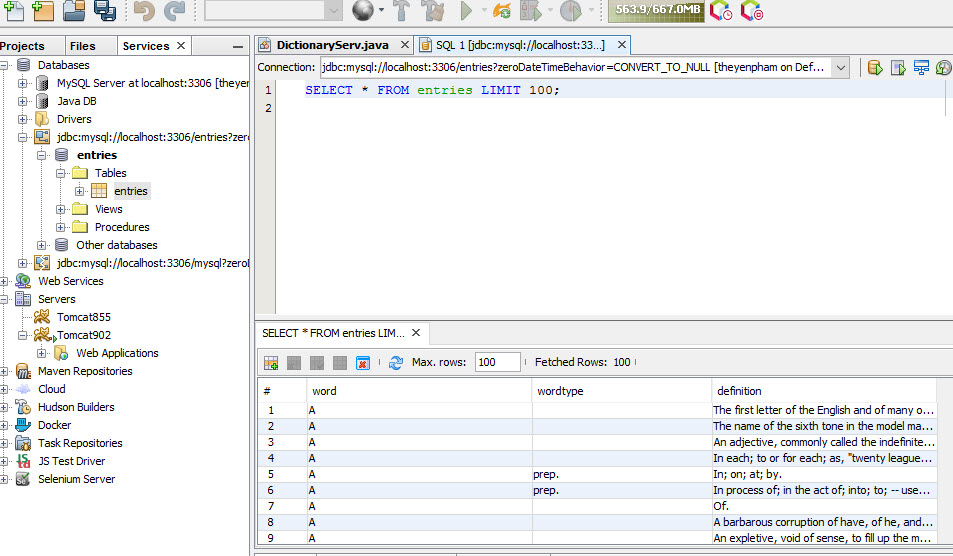 563.9/667.0MB
Projects Files Services
DictionaryServ.java SQL 1 [jdbc:mysql://localhost:33...]
Databases
MySQL Server at localhost:3306 [theyenp
Java DB
Drivers
jdbc:mysql://localhost:3306/entries?zero
entries
Tables
entries
Views
Procedures
Other databases
jdbc:mysql://localhost:3306/mysql?zero
Web Services
Servers
Tomcat855
Tomcat902
Web Applications
Maven Repositories
Cloud
Hudson Builders
Docker
Task Repositories
JS Test Driver
Selenium Server
Connection: jdbc:mysql://localhost:3306/entries?zeroDateTimeBehavior=CONVERT_TO_NULL [theyenpham on Def...
1 SELECT * FROM entries LIMIT 100;
2
SELECT * FROM entries LIM...
Max. rows: 100 Fetched Rows: 100
# word wordtype definition
1 A The first letter of the English and of many o...
2 A The name of the sixth tone in the model ma...
3 A An adjective, commonly called the indefinite...
4 A In each; to or for each; as, "twenty league...
5 A prep. In; on; at; by.
6 A prep. In process of; in the act of; into; to; -- use...
7 A Of.
8 A A barbarous corruption of have, of he, and...
9 A An expletive, void of sense, to fill up the m...